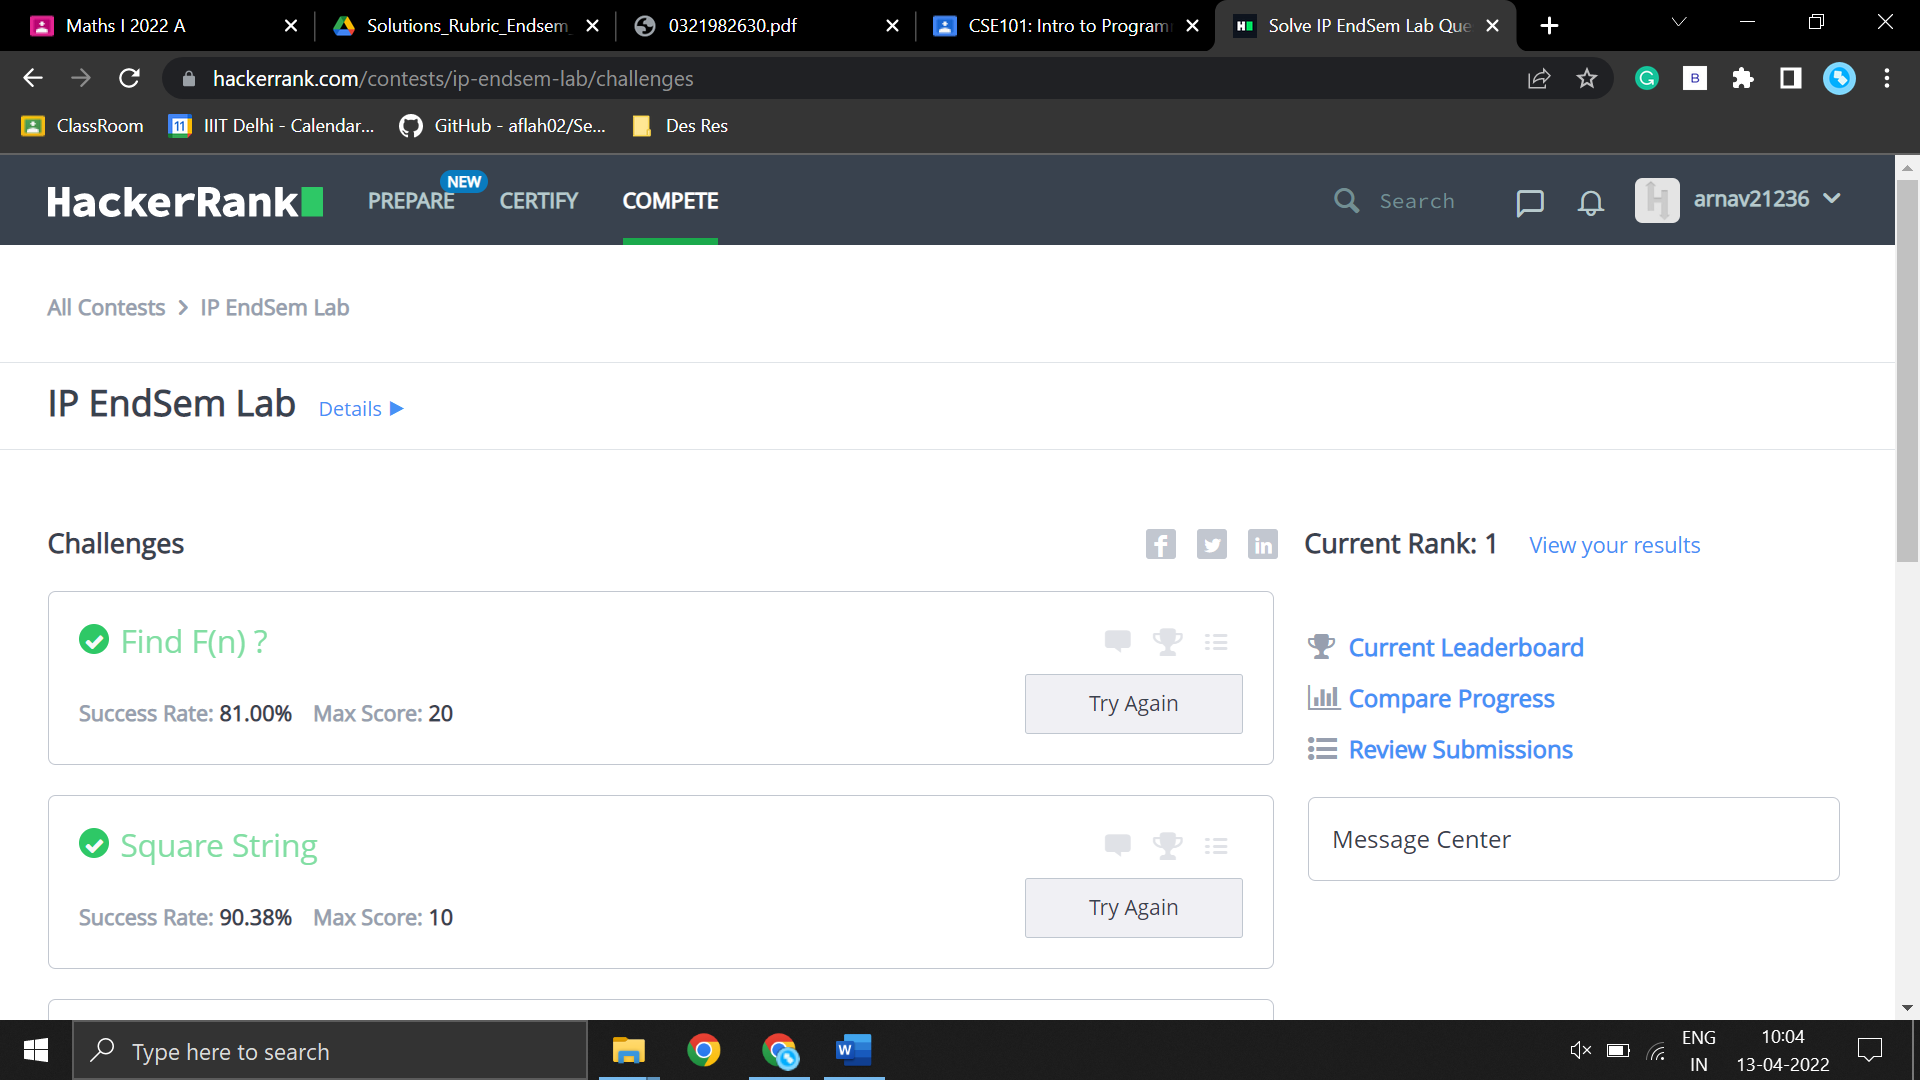 Maths I 2022 A
Solutions_Rubric_Endsem_
0321982630.pdf
CSE101: Intro to Program
Solve IP EndSem Lab Que
hackerrank.com/contests/ip-endsem-lab/challenges
ClassRoom
IIIT Delhi - Calendar...
GitHub - aflah02/Se...
Des Res
HackerRank
PREPARE
NEW
CERTIFY
COMPETE
Search
arnav21236
All Contests > IP EndSem Lab
IP EndSem Lab
Details
Challenges
Current Rank: 1
View your results
Find F(n) ?
Success Rate: 81.00% Max Score: 20
Try Again
Square String
Success Rate: 90.38% Max Score: 10
Try Again
Current Leaderboard
Compare Progress
Review Submissions
Message Center
Type here to search
ENG
IN
10:04
13-04-2022